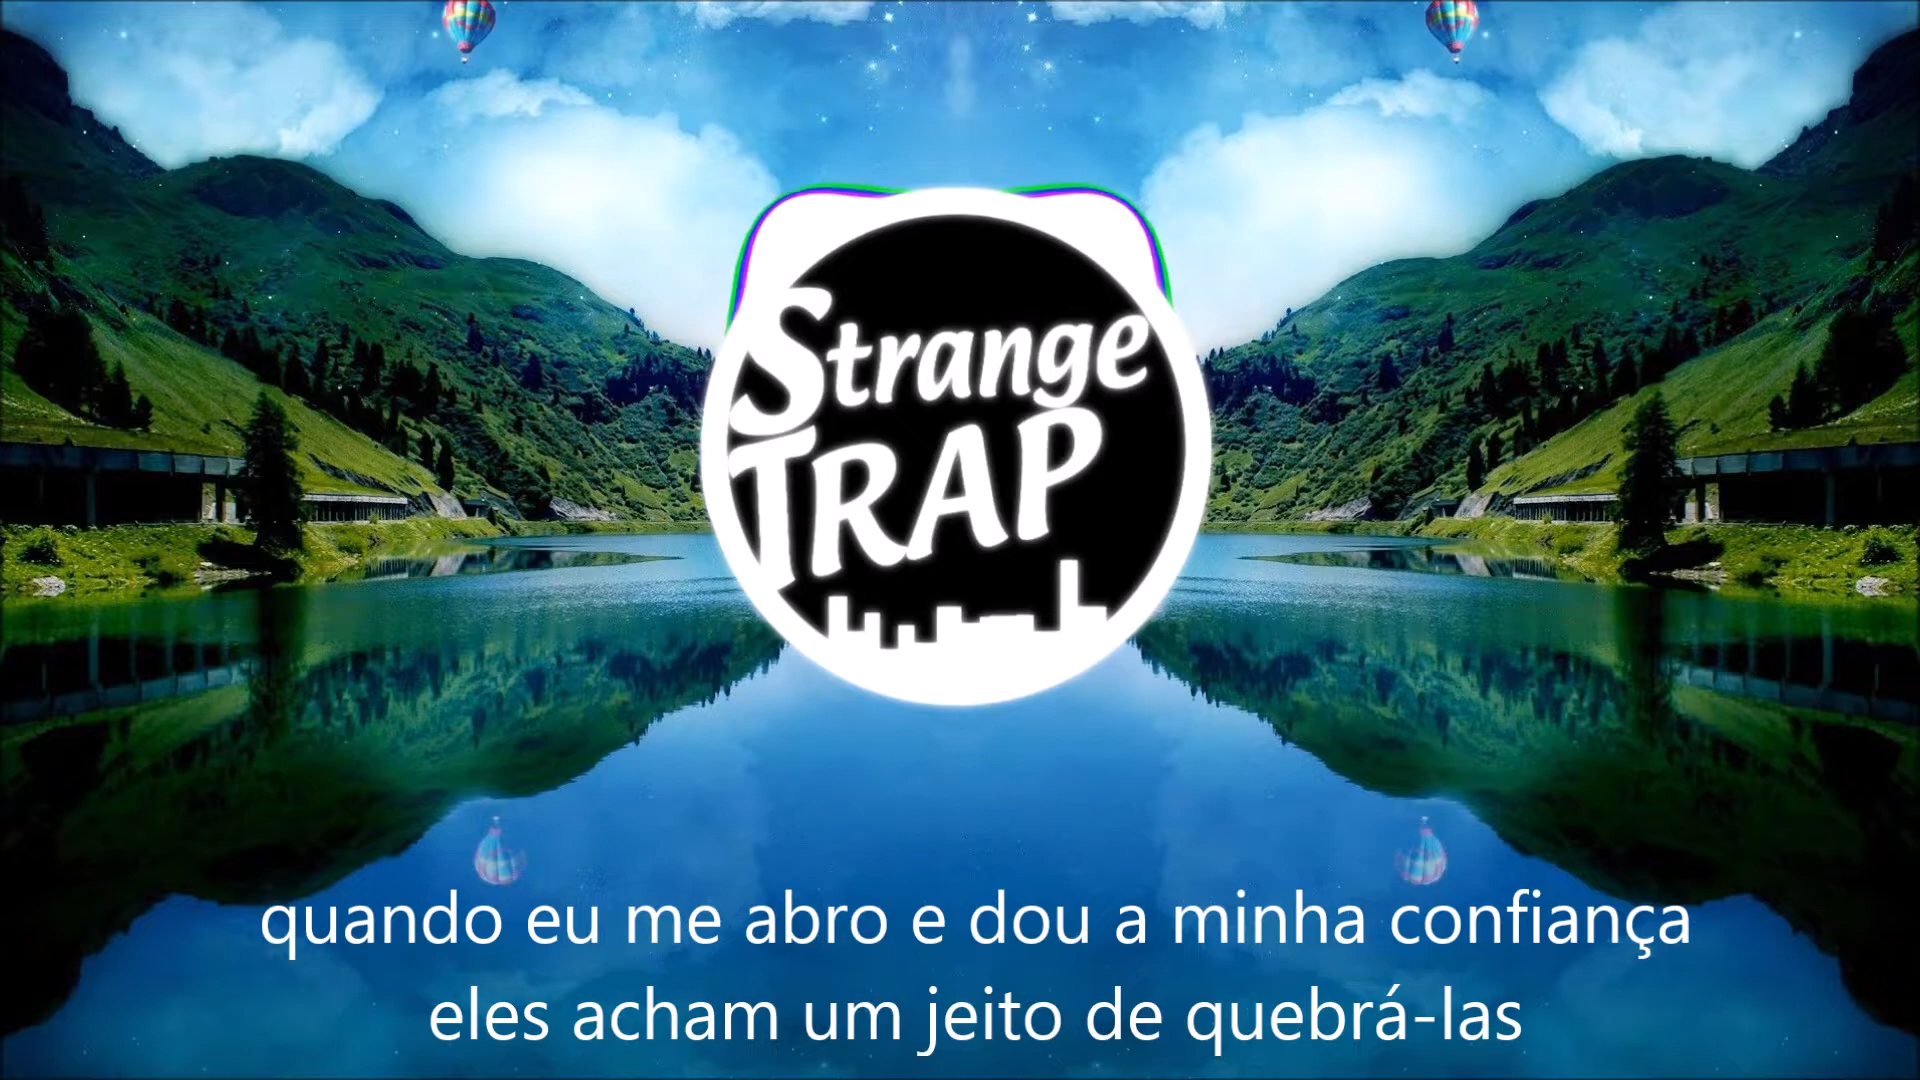 Strange
TRAP
quando eu me abro e dou a minha confiança
eles acham um jeito de quebrá-las